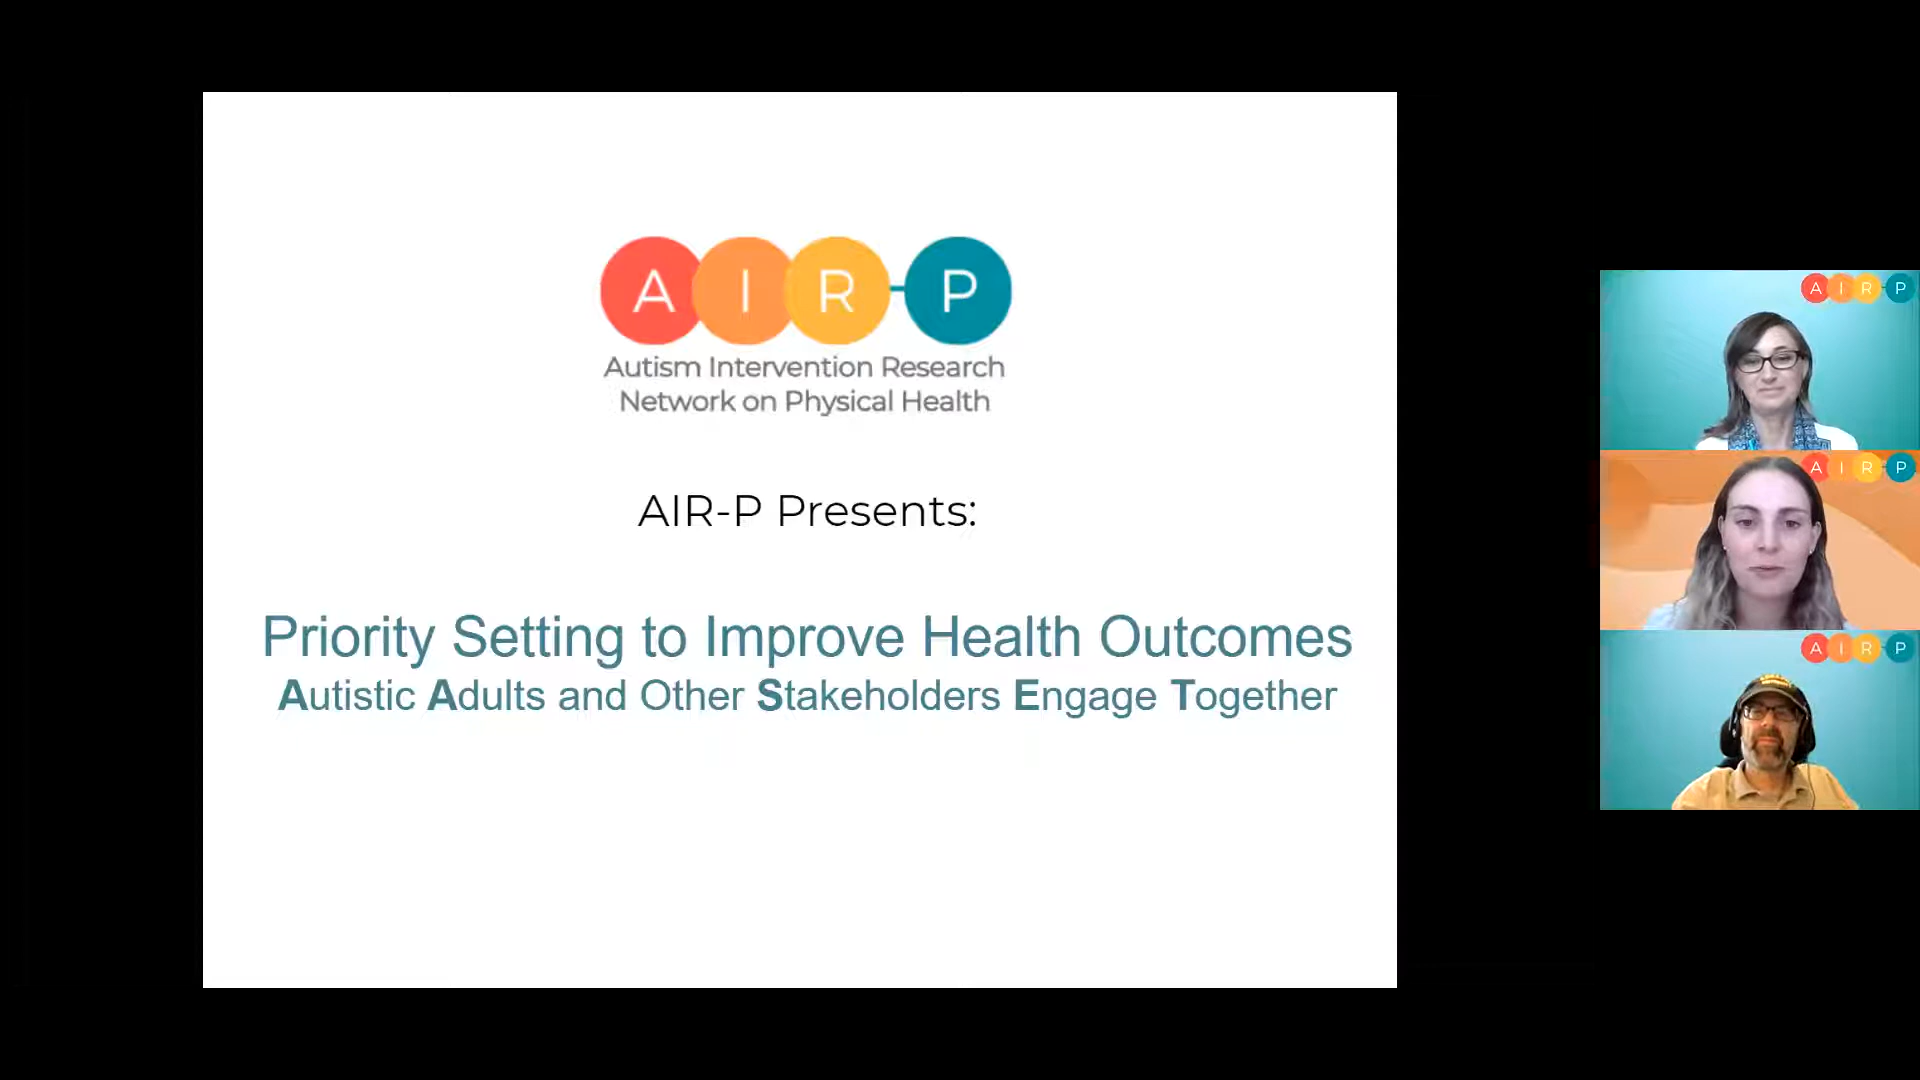 A I R - P
Autism Intervention Research
Network on Physical Health
AIR-P Presents:
Priority Setting to Improve Health Outcomes
Autistic Adults and Other Stakeholders Engage Together
A I R - P
A I R - P
A I R - P